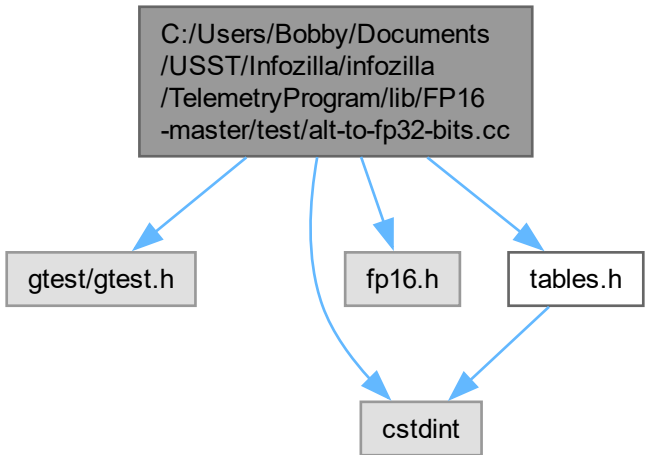 C:/Users/Bobby/Documents
/USST/Infozilla/infozilla
/TelemetryProgram/lib/FP16
-master/test/alt-to-fp32-bits.cc
gtest/gtest.h
fp16.h
tables.h
cstdint